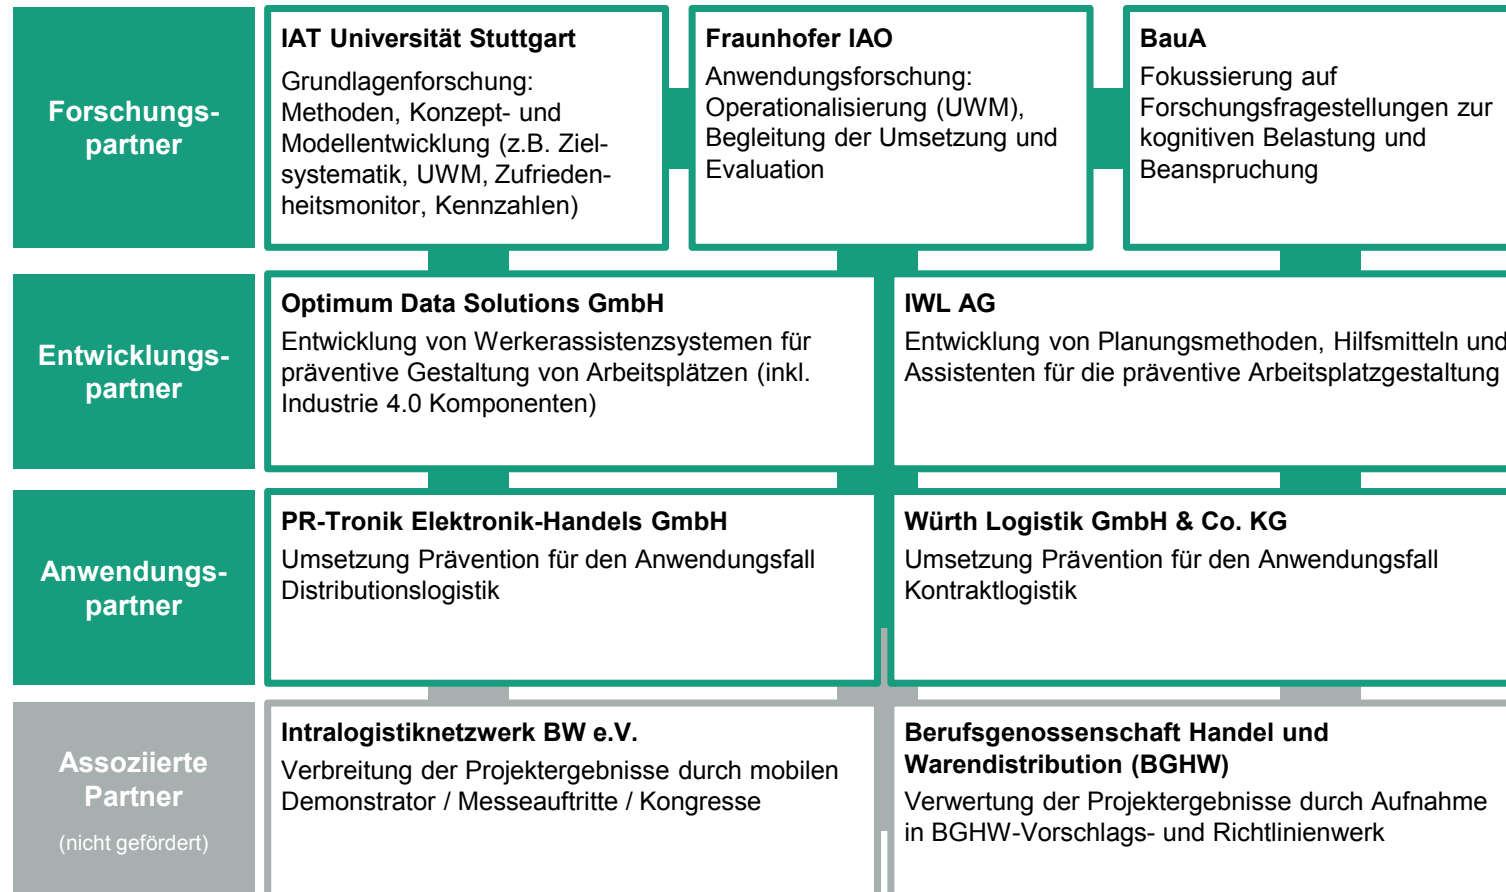 Forschungs-
partner
IAT Universität Stuttgart
Grundlagenforschung:
Methoden, Konzept- und
Modellentwicklung (z.B. Ziel-
systematik, UWM, Zufrieden-
heitsmonitor, Kennzahlen)
Fraunhofer IAO
Anwendungsforschung:
Operationalisierung (UWM),
Begleitung der Umsetzung und
Evaluation
BauA
Fokussierung auf
Forschungsfragestellungen zur
kognitiven Belastung und
Beanspruchung
Entwicklungs-
partner
Optimum Data Solutions GmbH
Entwicklung von Werkerassistenzsystemen für
präventive Gestaltung von Arbeitsplätzen (inkl.
Industrie 4.0 Komponenten)
IWL AG
Entwicklung von Planungsmethoden, Hilfsmitteln und
Assistenten für die präventive Arbeitsplatzgestaltung
Anwendungs-
partner
PR-Tronik Elektronik-Handels GmbH
Umsetzung Prävention für den Anwendungsfall
Distributionslogistik
Würth Logistik GmbH & Co. KG
Umsetzung Prävention für den Anwendungsfall
Kontraktlogistik
Assoziierte
Partner
(nicht gefördert)
Intralogistiknetzwerk BW e.V.
Verbreitung der Projektergebnisse durch mobilen
Demonstrator / Messeauftritte / Kongresse
Berufsgenossenschaft Handel und
Warendistribution (BGHW)
Verwertung der Projektergebnisse durch Aufnahme
in BGHW-Vorschlags- und Richtlinienwerk